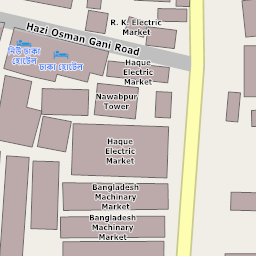 R. K. Electric
Market
Hazi Osman Gani Road
নিউ ঢাকা
হোটেল
ঢাকা হোটেল
Haque
Electric
Market
Nawabpur
Tower
Haque
Electric
Market
Bangladesh
Machinary
Market
Bangladesh
Machinary
Market